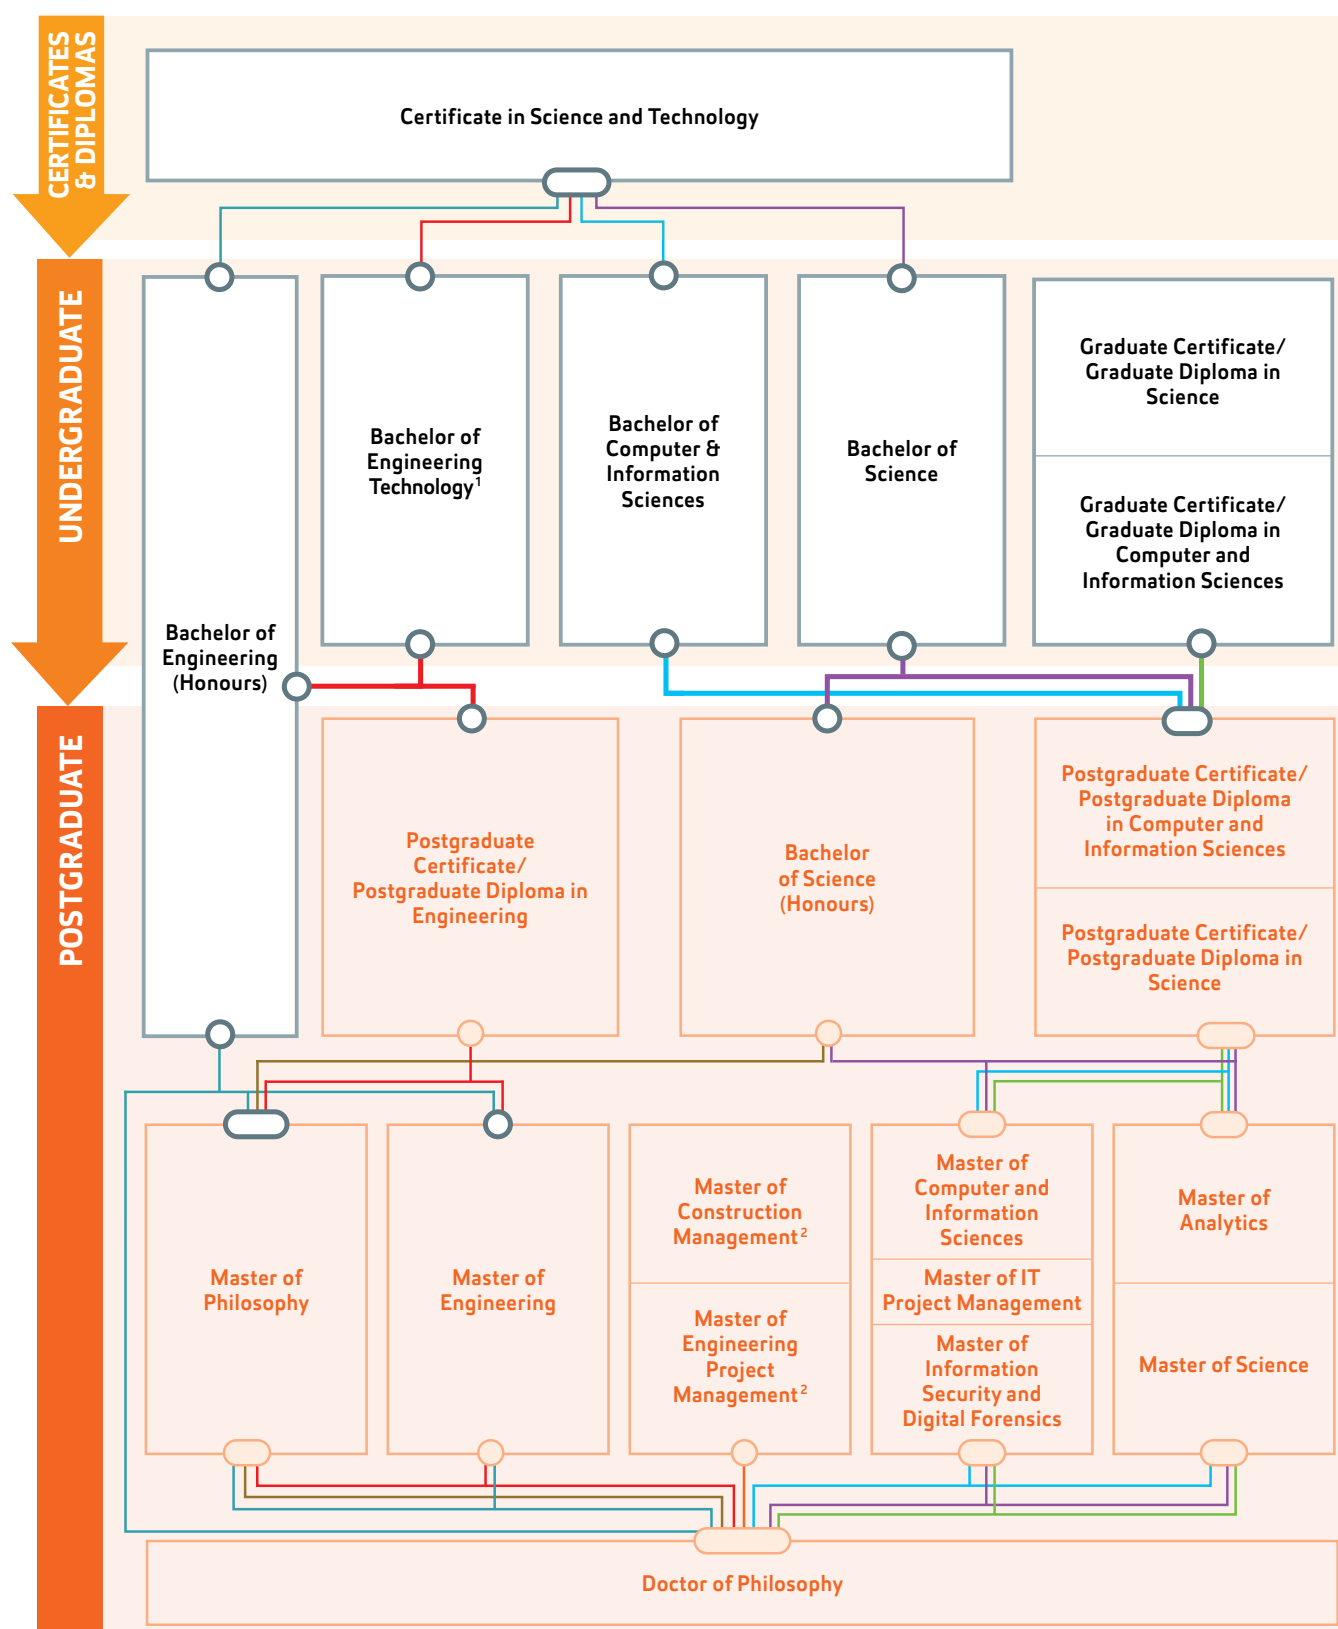 CERTIFICATES
& DIPLOMAS
Certificate in Science and Technology
UNDERGRADUATE
Bachelor of
Engineering
(Honours)
Bachelor of
Engineering
Technology¹
Bachelor of
Computer &
Information
Sciences
Bachelor of
Science
Graduate Certificate/
Graduate Diploma in
Science
Graduate Certificate/
Graduate Diploma in
Computer and
Information Sciences
POSTGRADUATE
Postgraduate
Certificate/
Postgraduate Diploma in
Engineering
Bachelor
of Science
(Honours)
Postgraduate Certificate/
Postgraduate Diploma
in Computer and
Information Sciences
Postgraduate Certificate/
Postgraduate Diploma in
Science
Master of
Philosophy
Master of
Engineering
Master of
Construction
Management²
Master of
Engineering
Project
Management²
Master of
Computer and
Information
Sciences
Master of IT
Project Management
Master of
Information
Security and
Digital Forensics
Master of
Analytics
Master of Science
Doctor of Philosophy